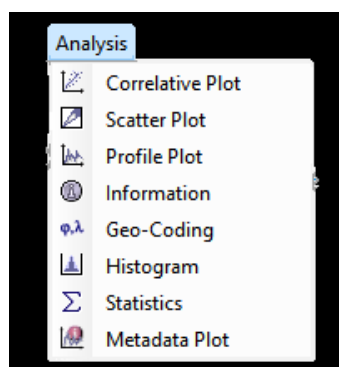 Analysis
Correlative Plot
Scatter Plot
Profile Plot
Information
φ,λ Geo-Coding
Histogram
Σ Statistics
Metadata Plot